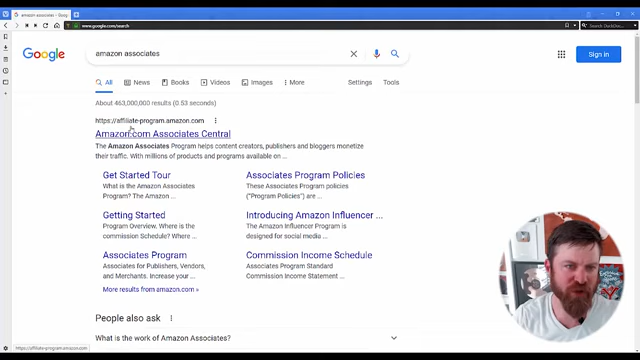 amazon associates - Goog
www.google.com/search
Search DuckDuc
Google
amazon associates
Sign in
All
News
Books
Videos
Images
More
Settings
Tools
About 463,000,000 results (0.53 seconds)
https://affiliate-program.amazon.com
Amazon.com Associates Central
The Amazon Associates Program helps content creators, publishers and bloggers monetize
their traffic. With millions of products and programs available on ...
Get Started Tour
What is the Amazon Associates
Program? The Amazon ...
Associates Program Policies
These Associates Program policies
("Program Policies") are ...
Getting Started
Program Overview. Where is the
commission Schedule? Where ...
Introducing Amazon Influencer ...
The Amazon Influencer Program is
designed for social media ...
Associates Program
Associates for Publishers, Vendors,
and Merchants. Increase your ...
Commission Income Schedule
Associates Program Standard
Commission Income Statement ...
More results from amazon.com »
People also ask
What is the work of Amazon Associates?
https://affiliate-program.amazon.com